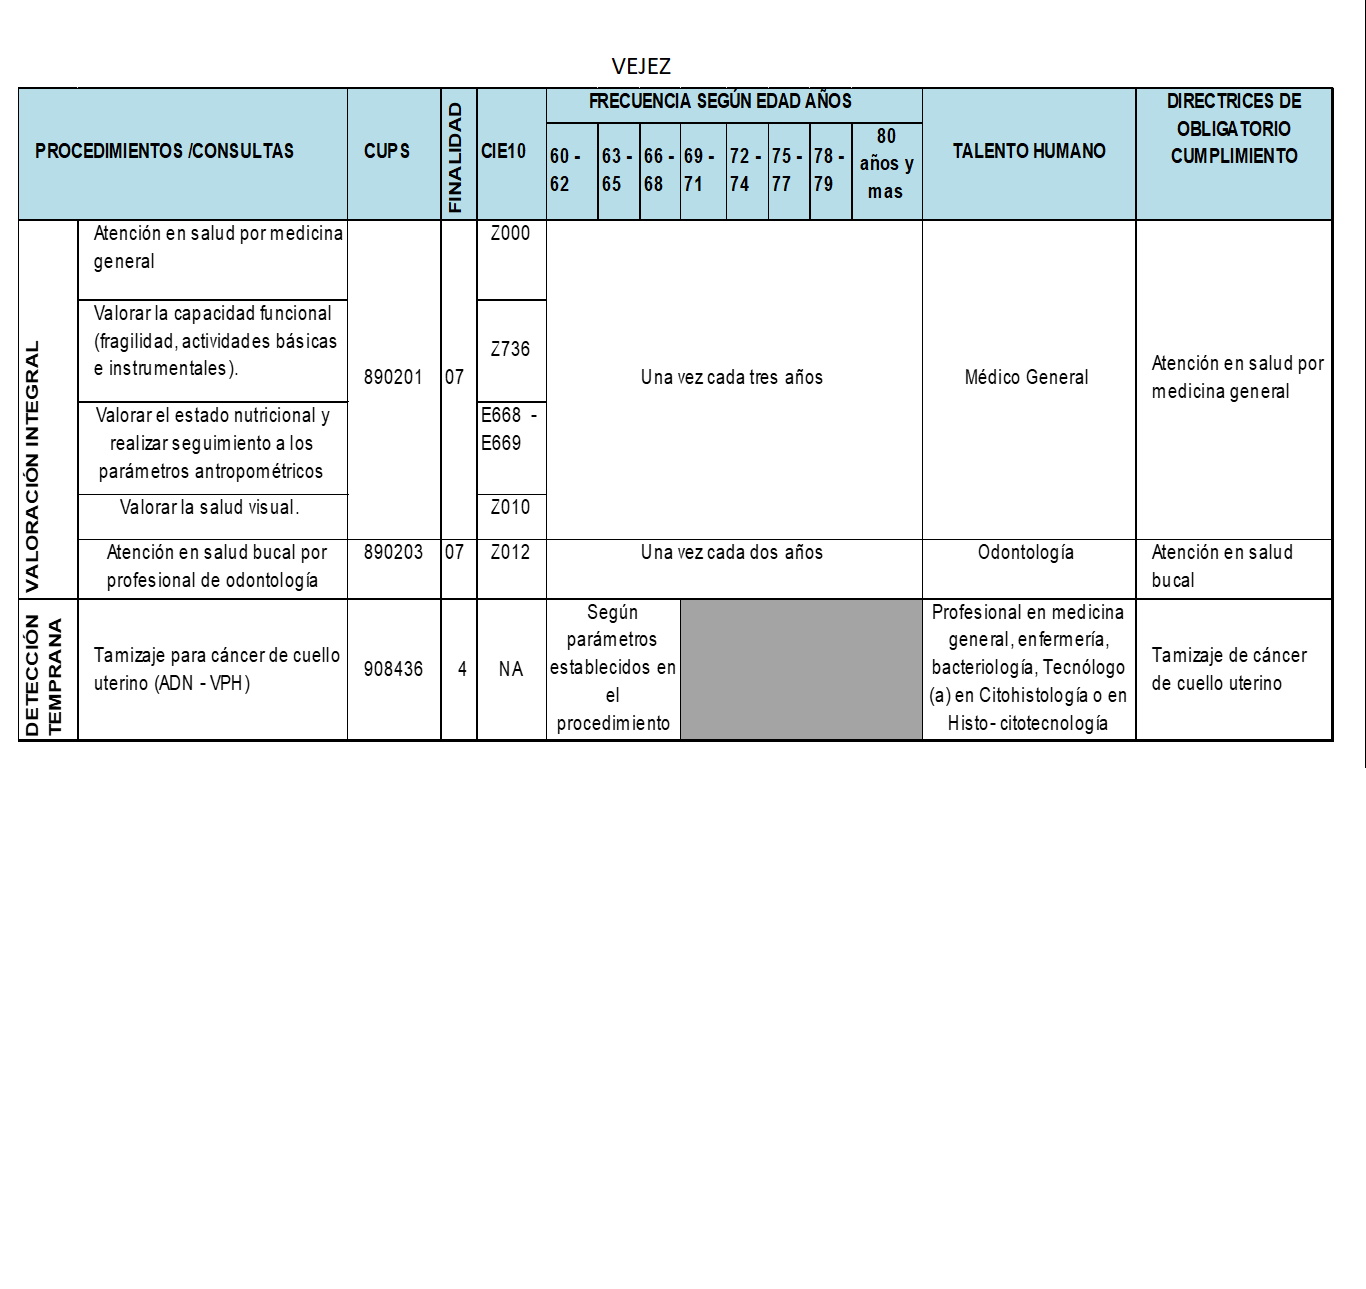 VEJEZ
PROCEDIMIENTOS /CONSULTAS
CUPS
FINALIDAD
CIE10
FRECUENCIA SEGÚN EDAD AÑOS
60 -
62
63 -
65
66 -
68
69 -
71
72 -
74
75 -
77
78 -
79
80
años y
mas
TALENTO HUMANO
DIRECTRICES DE
OBLIGATORIO
CUMPLIMIENTO
VALORACIÓN INTEGRAL
Atención en salud por medicina
general
890201
07
Z000
Una vez cada tres años
Médico General
Atención en salud por
medicina general
Valorar la capacidad funcional
(fragilidad, actividades básicas
e instrumentales).
Z736
Valorar el estado nutricional y
realizar seguimiento a los
parámetros antropométricos
E668 -
E669
Valorar la salud visual.
Z010
Atención en salud bucal por
profesional de odontología
890203
07
Z012
Una vez cada dos años
Odontología
Atención en salud
bucal
DETECCIÓN
TEMPRANA
Tamizaje para cáncer de cuello
uterino (ADN - VPH)
908436
4
NA
Según
parámetros
establecidos en
el
procedimiento
Profesional en medicina
general, enfermería,
bacteriología, Tecnólogo
(a) en Citohistología o en
Histo- citotecnología
Tamizaje de cáncer
de cuello uterino